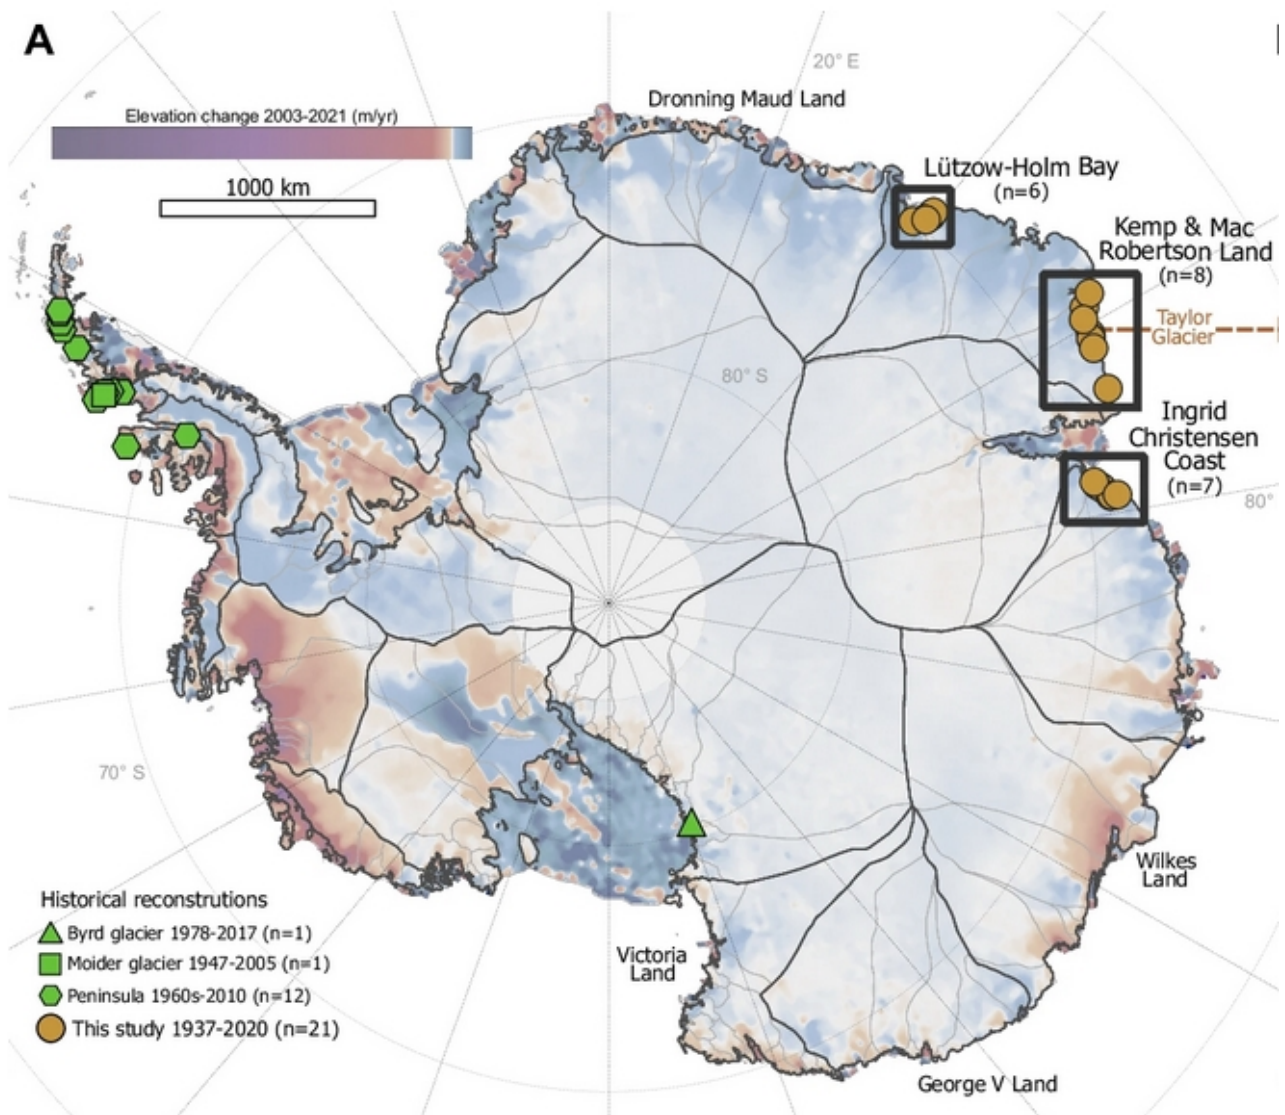 A
20° E
Dronning Maud Land
Elevation change 2003-2021 (m/yr)
1000 km
Lützow-Holm Bay
(n=6)
Kemp & Mac
Robertson Land
(n=8)
Taylor
Glacier
80° S
Ingrid
Christensen
Coast
(n=7)
80°
70° S
Wilkes
Land
Historical reconstrutions
Byrd glacier 1978-2017 (n=1)
Moider glacier 1947-2005 (n=1)
Peninsula 1960s-2010 (n=12)
This study 1937-2020 (n=21)
Victoria
Land
George V Land